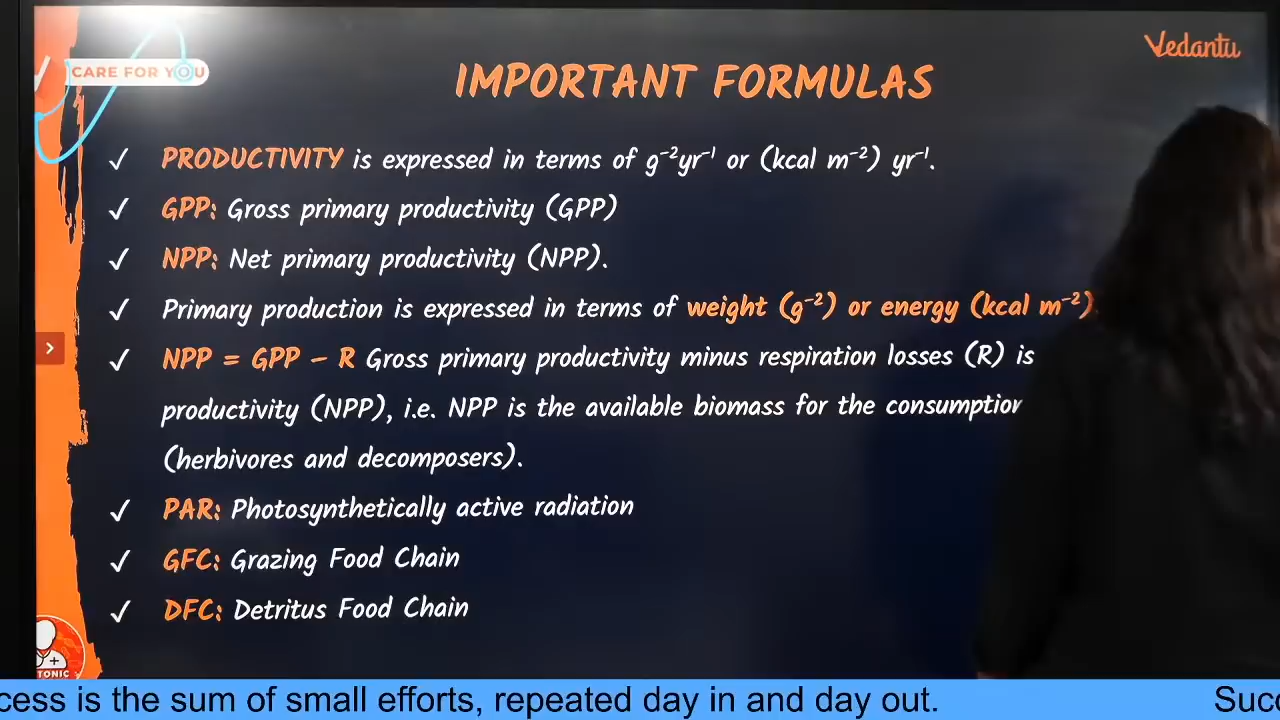 Vedantu
CARE FOR YOU
IMPORTANT FORMULAS
✓ PRODUCTIVITY is expressed in terms of g⁻²yr⁻¹ or (kcal m⁻²) yr⁻¹.
✓ GPP: Gross primary productivity (GPP)
✓ NPP: Net primary productivity (NPP).
✓ Primary production is expressed in terms of weight (g⁻²) or energy (kcal m⁻²).
✓ NPP = GPP – R Gross primary productivity minus respiration losses (R) is
productivity (NPP), i.e. NPP is the available biomass for the consumption
(herbivores and decomposers).
✓ PAR: Photosynthetically active radiation
✓ GFC: Grazing Food Chain
✓ DFC: Detritus Food Chain
TONIC
cess is the sum of small efforts, repeated day in and day out. Succ